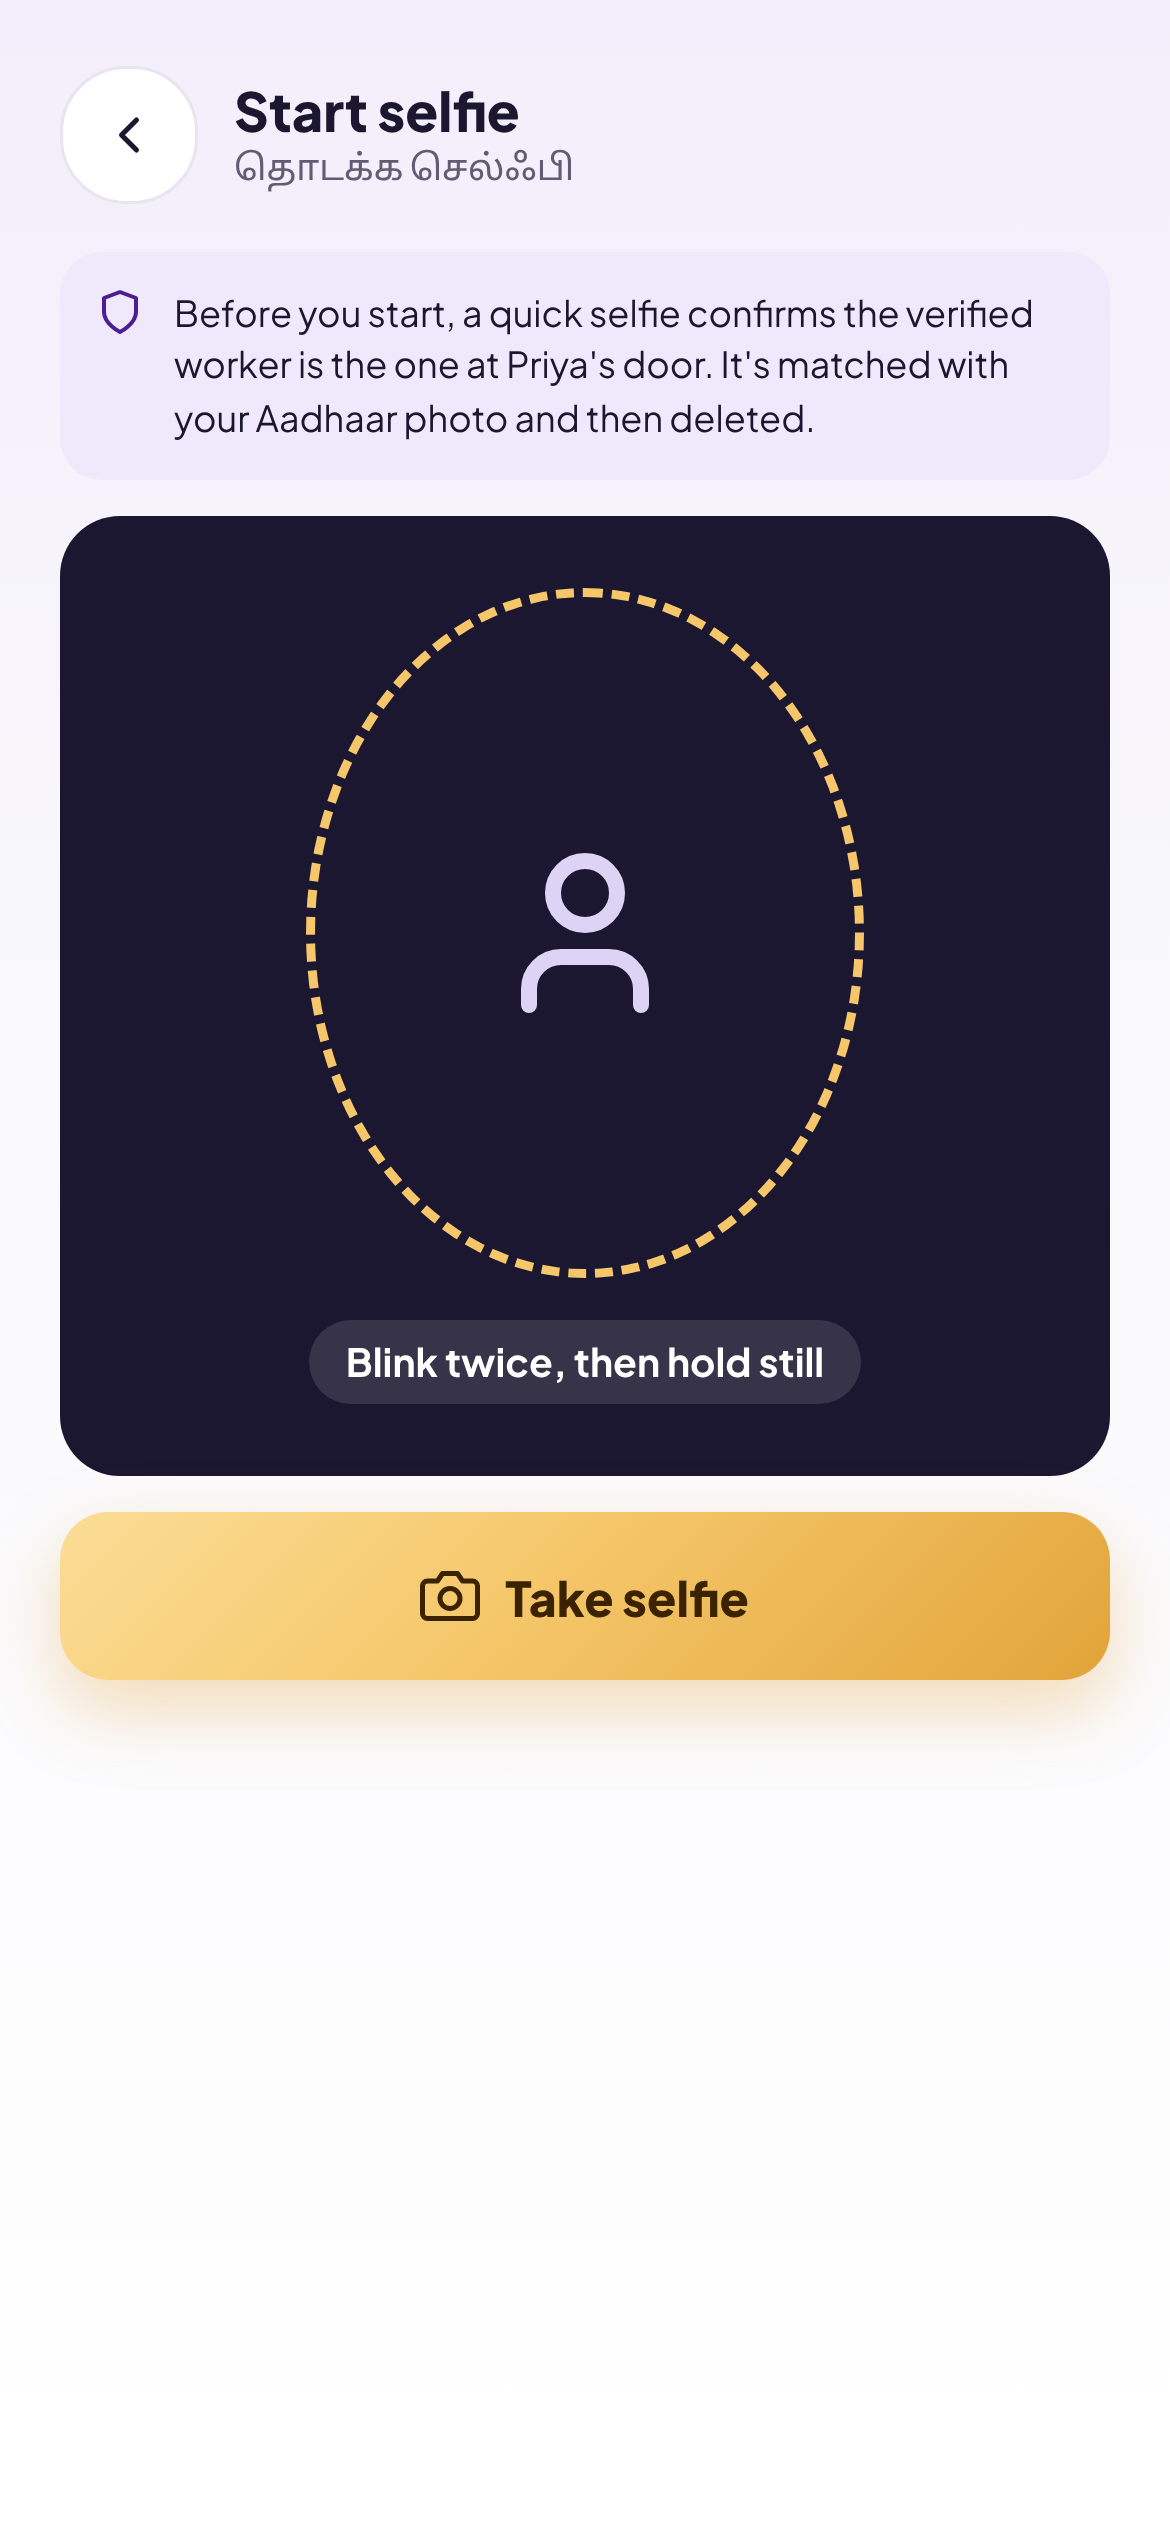 Start selfie
தொடக்க செல்ஃபி
Before you start, a quick selfie confirms the verified
worker is the one at Priya's door. It's matched with
your Aadhaar photo and then deleted.
Blink twice, then hold still
Take selfie